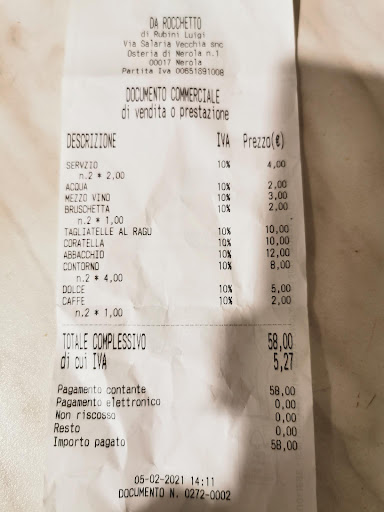 DA ROCCHETTO
di Rubini Luigi
Via Salaria Vecchia snc
Osteria di Nerola n.1
00017 Nerola
Partita Iva 00651891008
DOCUMENTO COMMERCIALE
di vendita o prestazione
DESCRIZIONE IVA Prezzo(€)
SERVZIO 10% 4,00
n.2 * 2,00
ACQUA 10% 2,00
MEZZO VINO 10% 3,00
BRUSCHETTA 10% 2,00
n.2 * 1,00
TAGLIATELLE AL RAGU 10% 10,00
CORATELLA 10% 10,00
ABBACCHIO 10% 12,00
CONTORNO 10% 8,00
n.2 * 4,00
DOLCE 10% 5,00
CAFFE 10% 2,00
n.2 * 1,00
TOTALE COMPLESSIVO 58,00
di cui IVA 5,27
Pagamento contante 58,00
Pagamento elettronico 0,00
Non riscosso 0,00
Resto 0,00
Importo pagato 58,00
05-02-2021 14:11
DOCUMENTO N. 0272-0002